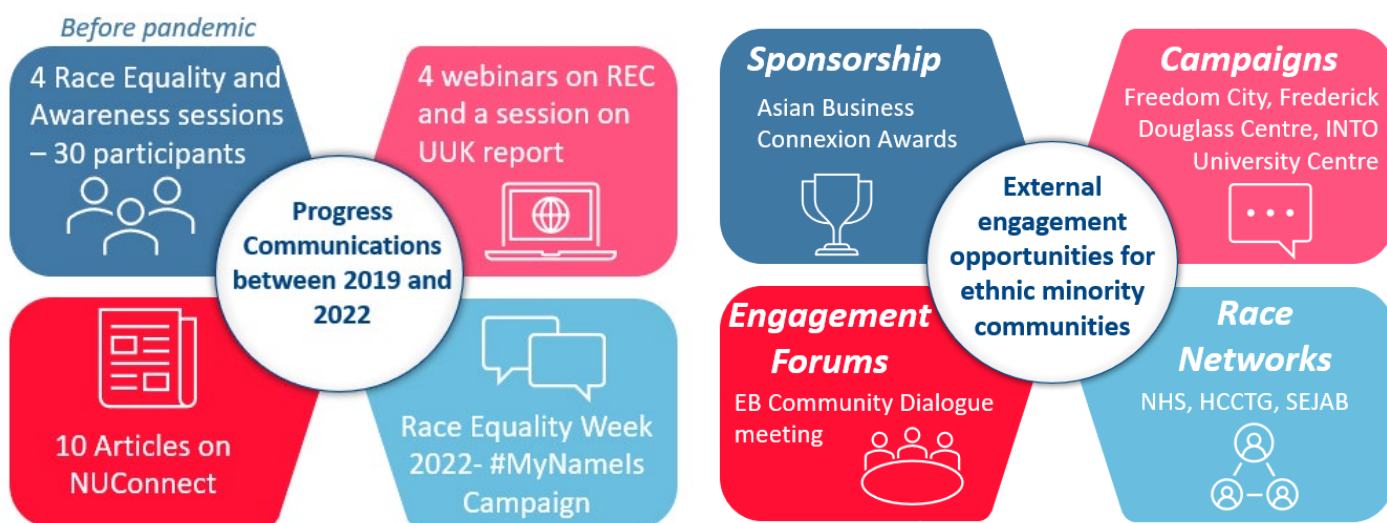 Before pandemic
4 Race Equality and
Awareness sessions
– 30 participants
4 webinars on REC
and a session on
UUK report
Progress
Communications
between 2019 and
2022
10 Articles on
NUConnect
Race Equality Week
2022- #MyNameIs
Campaign
Sponsorship
Asian Business
Connexion Awards
Campaigns
Freedom City, Frederick
Douglass Centre, INTO
University Centre
External
engagement
opportunities for
ethnic minority
communities
Engagement
Forums
EB Community Dialogue
meeting
Race
Networks
NHS, HCCTG, SEJAB